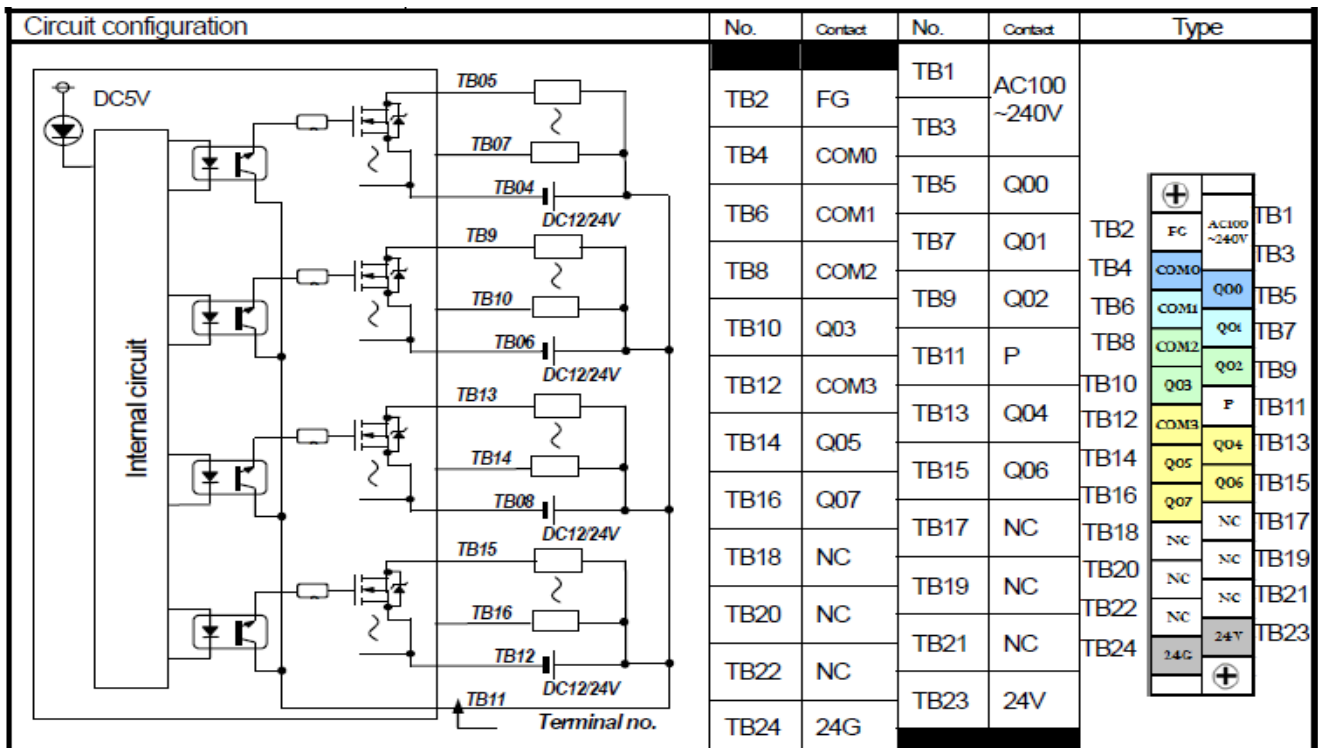 Circuit configuration
No.
Contact
No.
Contact
Type
DC5V
Internal circuit
TB05
TB07
TB04
DC12/24V
TB9
TB10
TB06
DC12/24V
TB13
TB14
TB08
DC12/24V
TB15
TB16
TB12
DC12/24V
TB11
Terminal no.
TB2 FG
TB4 COM0
TB6 COM1
TB8 COM2
TB10 Q03
TB12 COM3
TB14 Q05
TB16 Q07
TB18 NC
TB20 NC
TB22 NC
TB24 24G
TB1
AC100
~240V
TB3
TB5 Q00
TB7 Q01
TB9 Q02
TB11 P
TB13 Q04
TB15 Q06
TB17 NC
TB19 NC
TB21 NC
TB23 24V
TB2 FG
TB4 COM0
TB6 COM1
TB8 COM2
TB10 Q03
TB12 COM3
TB14 Q05
TB16 Q07
TB18 NC
TB20 NC
TB22 NC
TB24 24G
AC100
~240V
TB1
TB3
Q00 TB5
Q01 TB7
Q02 TB9
P TB11
Q04 TB13
Q06 TB15
NC TB17
NC TB19
NC TB21
24V TB23